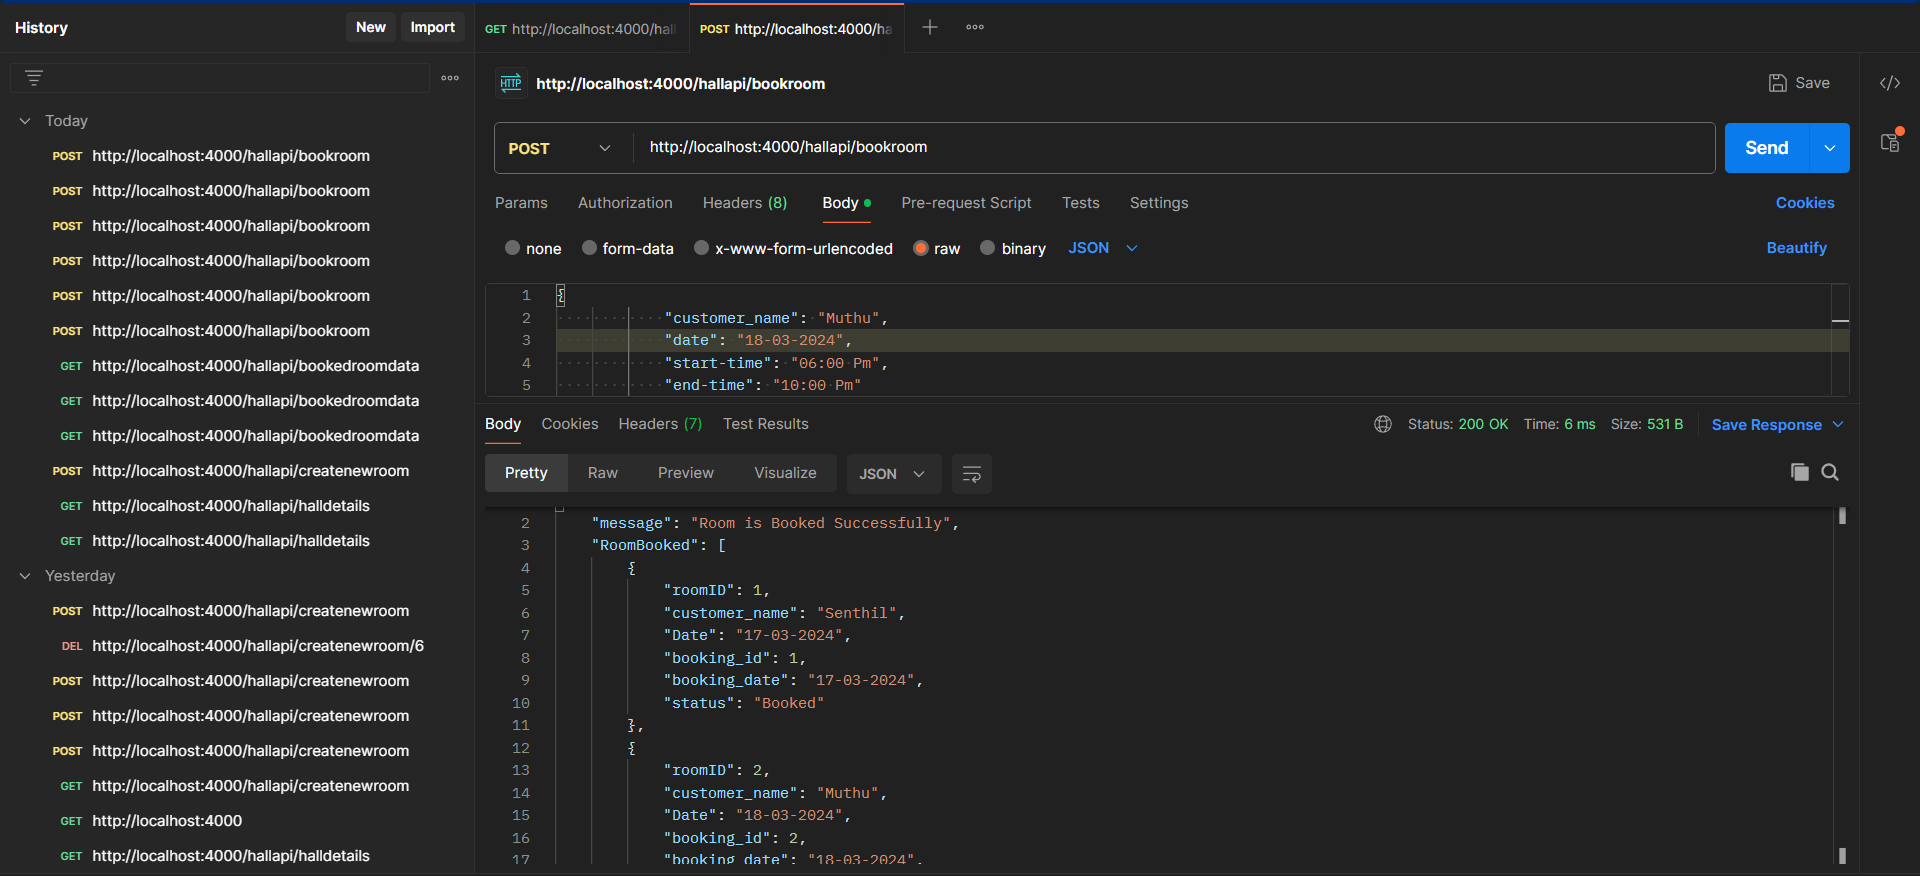 History
New
Import
Today
POST http://localhost:4000/hallapi/bookroom
POST http://localhost:4000/hallapi/bookroom
POST http://localhost:4000/hallapi/bookroom
POST http://localhost:4000/hallapi/bookroom
POST http://localhost:4000/hallapi/bookroom
POST http://localhost:4000/hallapi/bookroom
GET http://localhost:4000/hallapi/bookedroomdata
GET http://localhost:4000/hallapi/bookedroomdata
GET http://localhost:4000/hallapi/bookedroomdata
POST http://localhost:4000/hallapi/createnewroom
GET http://localhost:4000/hallapi/halldetails
GET http://localhost:4000/hallapi/halldetails
Yesterday
POST http://localhost:4000/hallapi/createnewroom
DEL http://localhost:4000/hallapi/createnewroom/6
POST http://localhost:4000/hallapi/createnewroom
POST http://localhost:4000/hallapi/createnewroom
POST http://localhost:4000/hallapi/createnewroom
GET http://localhost:4000/hallapi/createnewroom
GET http://localhost:4000
GET http://localhost:4000/hallapi/halldetails
GET http://localhost:4000/hal
POST http://localhost:4000/ha
HTTP http://localhost:4000/hallapi/bookroom
Save
POST http://localhost:4000/hallapi/bookroom
Send
Params Authorization Headers (8) Body Pre-request Script Tests Settings
Cookies
none form-data x-www-form-urlencoded raw binary JSON
Beautify
1 {
2 "customer_name": "Muthu",
3 "date": "18-03-2024",
4 "start-time": "06:00 Pm",
5 "end-time": "10:00 Pm"
Body Cookies Headers (7) Test Results
Status: 200 OK Time: 6 ms Size: 531 B Save Response
Pretty Raw Preview Visualize JSON
2 "message": "Room is Booked Successfully",
3 "RoomBooked": [
4 {
5 "roomID": 1,
6 "customer_name": "Senthil",
7 "Date": "17-03-2024",
8 "booking_id": 1,
9 "booking_date": "17-03-2024",
10 "status": "Booked"
11 },
12 {
13 "roomID": 2,
14 "customer_name": "Muthu",
15 "Date": "18-03-2024",
16 "booking_id": 2,
17 "booking_date": "18-03-2024",